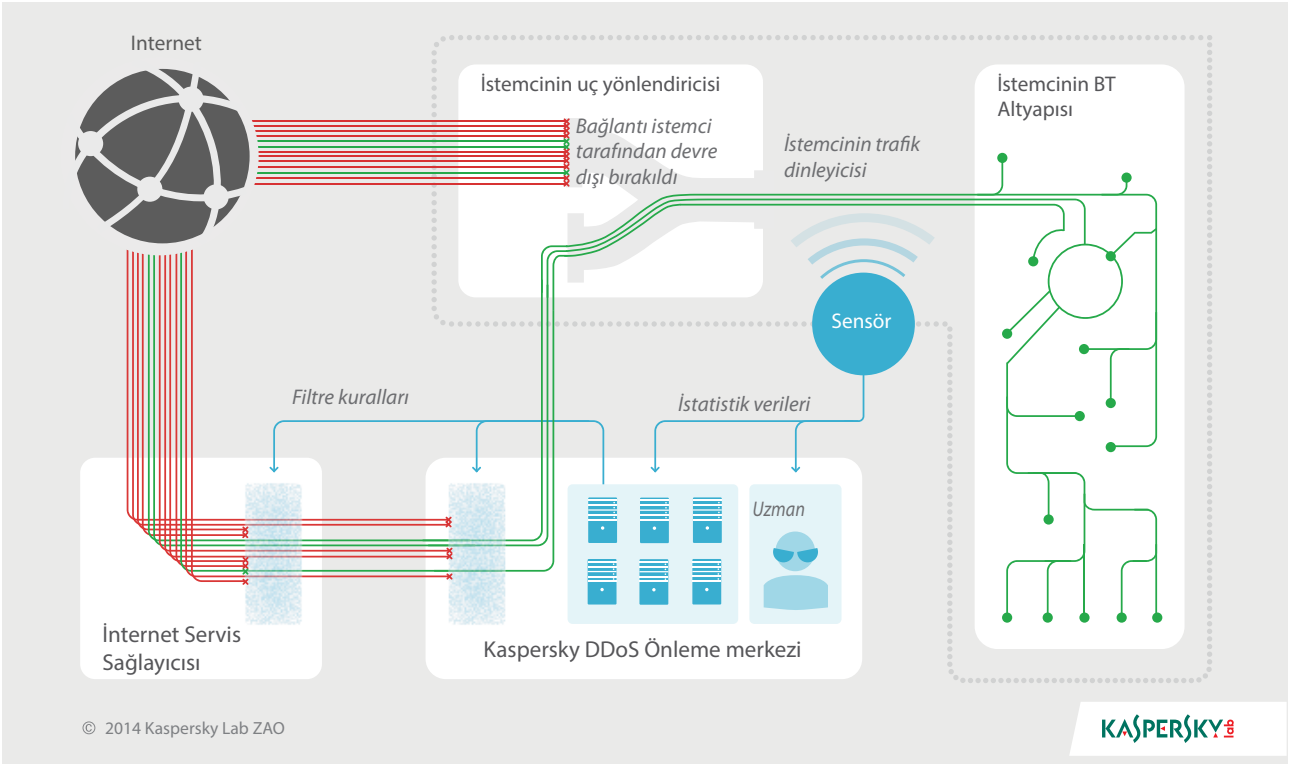 Internet
İstemcinin uç yönlendiricisi
Bağlantı istemci
tarafından devre
dışı bırakıldı
İstemcinin trafik
dinleyicisi
İstemcinin BT
Altyapısı
Sensör
Filtre kuralları
İstatistik verileri
Uzman
İnternet Servis
Sağlayıcısı
Kaspersky DDoS Önleme merkezi
© 2014 Kaspersky Lab ZAO
KASPERSKY lab